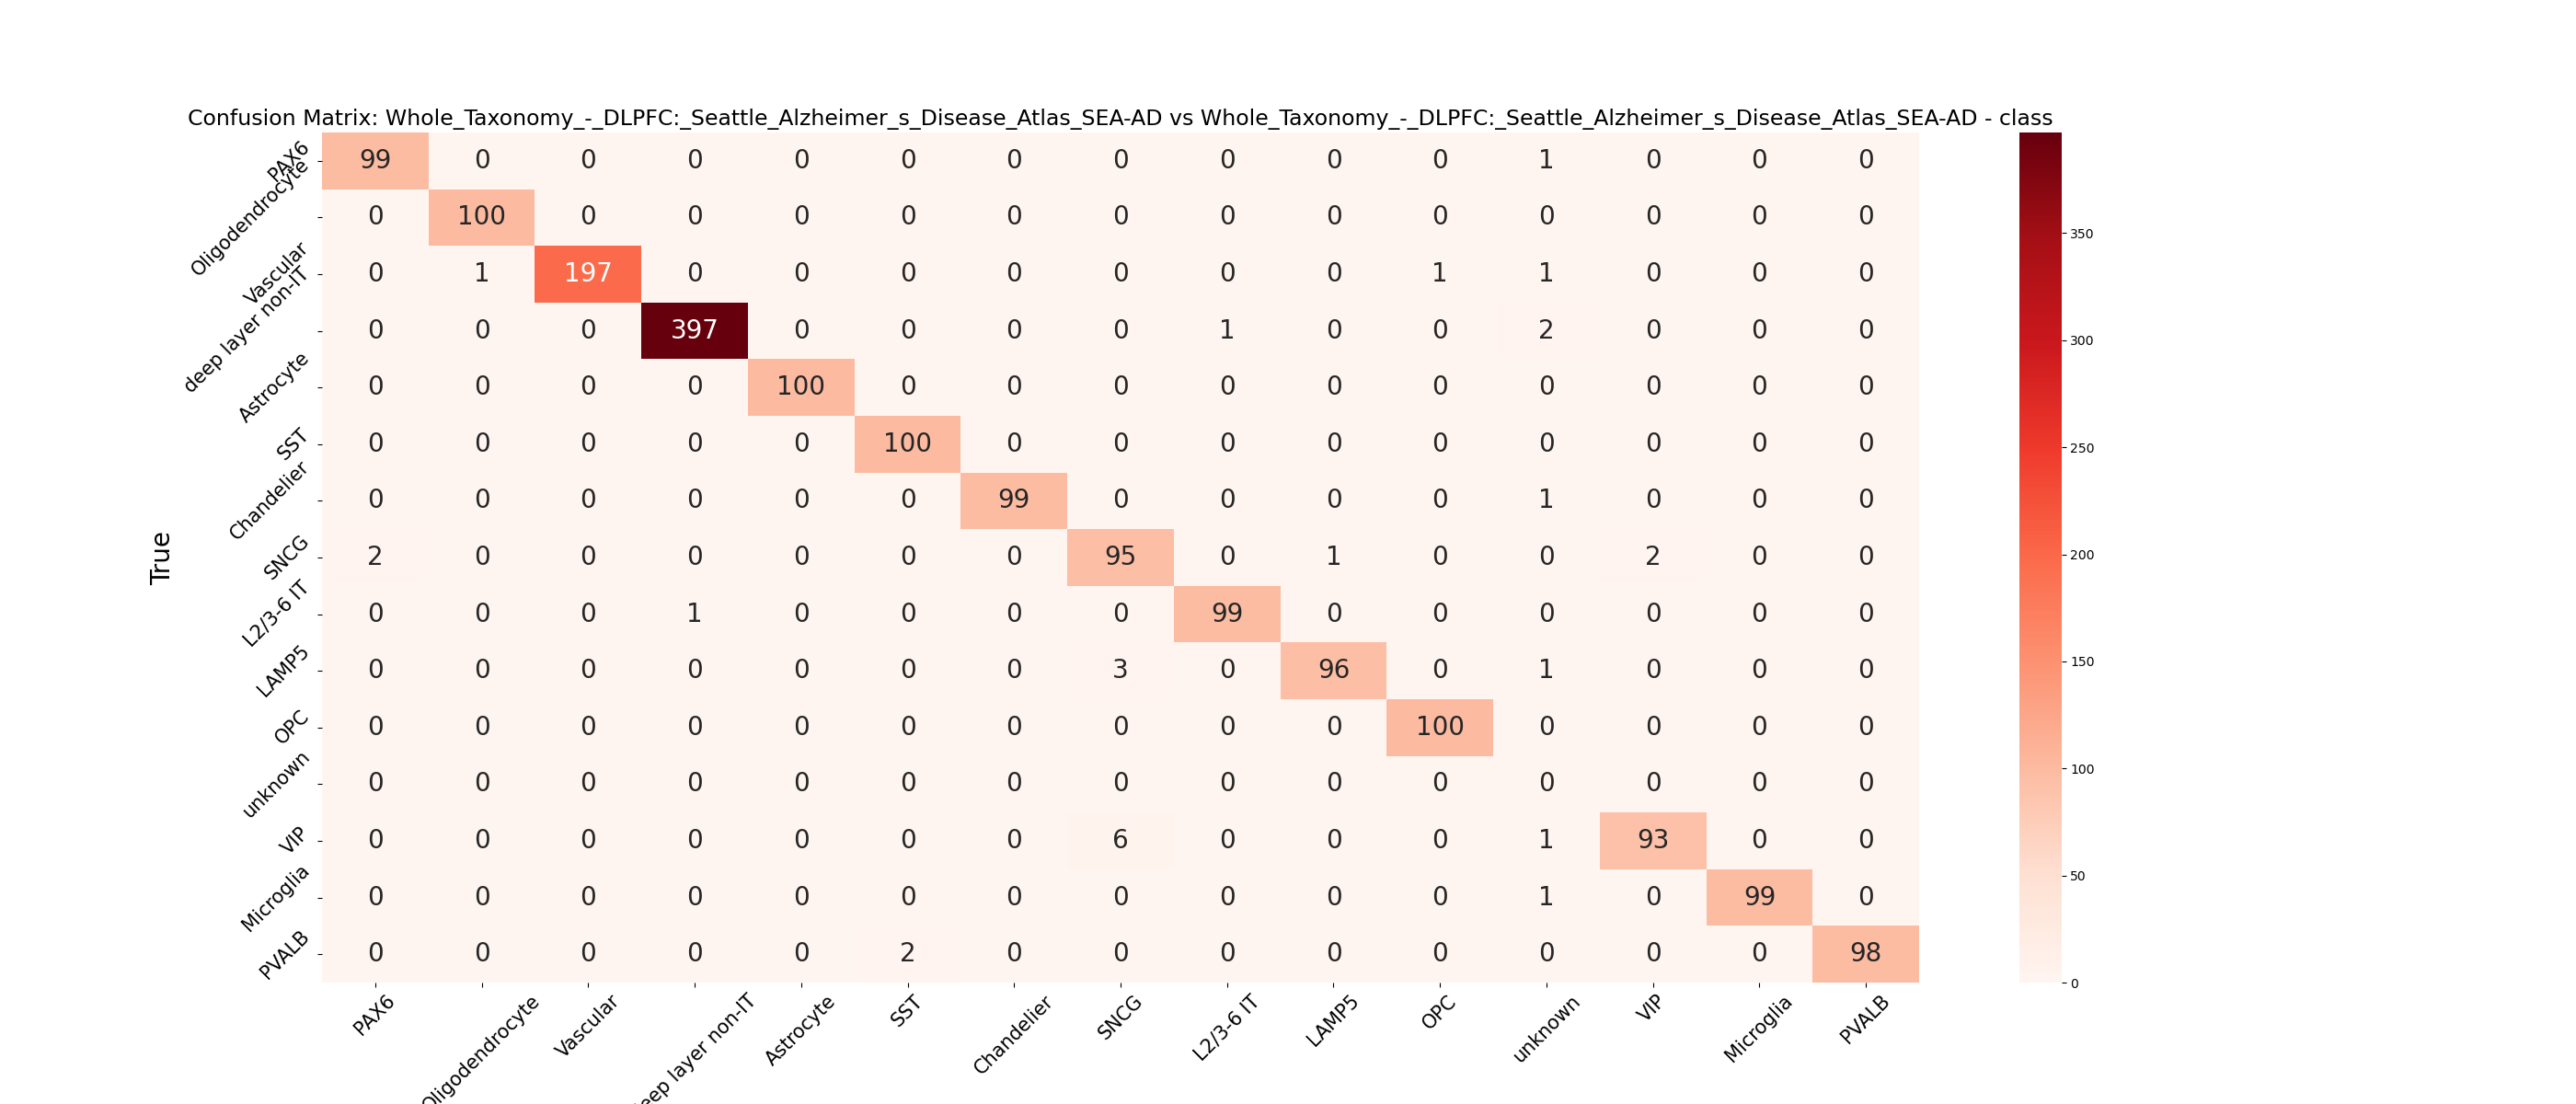 Confusion Matrix: Whole_Taxonomy_-_DLPFC:_Seattle_Alzheimer_s_Disease_Atlas_SEA-AD vs Whole_Taxonomy_-_DLPFC:_Seattle_Alzheimer_s_Disease_Atlas_SEA-AD - class
True
PAX6 99 0 0 0 0 0 0 0 0 0 0 1 0 0 0
Oligodendrocyte 0 100 0 0 0 0 0 0 0 0 0 0 0 0 0
Vascular 0 1 197 0 0 0 0 0 0 0 1 1 0 0 0
deep layer non-IT 0 0 0 397 0 0 0 0 1 0 0 2 0 0 0
Astrocyte 0 0 0 0 100 0 0 0 0 0 0 0 0 0 0
SST 0 0 0 0 0 100 0 0 0 0 0 0 0 0 0
Chandelier 0 0 0 0 0 0 99 0 0 0 0 1 0 0 0
SNCG 2 0 0 0 0 0 0 95 0 1 0 0 2 0 0
L2/3-6 IT 0 0 0 1 0 0 0 0 99 0 0 0 0 0 0
LAMP5 0 0 0 0 0 0 0 3 0 96 0 1 0 0 0
OPC 0 0 0 0 0 0 0 0 0 0 100 0 0 0 0
unknown 0 0 0 0 0 0 0 0 0 0 0 0 0 0 0
VIP 0 0 0 0 0 0 0 6 0 0 0 1 93 0 0
Microglia 0 0 0 0 0 0 0 0 0 0 0 1 0 99 0
PVALB 0 0 0 0 0 2 0 0 0 0 0 0 0 0 98
PAX6 Oligodendrocyte Vascular eep layer non-IT Astrocyte SST Chandelier SNCG L2/3-6 IT LAMP5 OPC unknown VIP Microglia PVALB
350
300
250
200
150
100
50
0